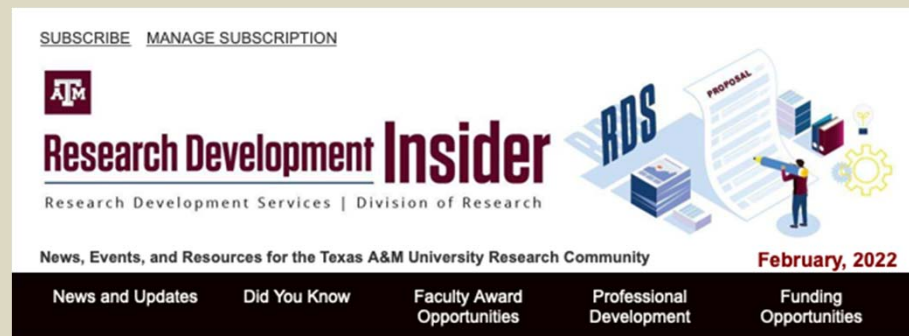 SUBSCRIBE MANAGE SUBSCRIPTION
ATM
PROPOSAL
RDS
Research Development Insider
Research Development Services | Division of Research
News, Events, and Resources for the Texas A&M University Research Community
February, 2022
News and Updates Did You Know Faculty Award Opportunities Professional Development Funding Opportunities